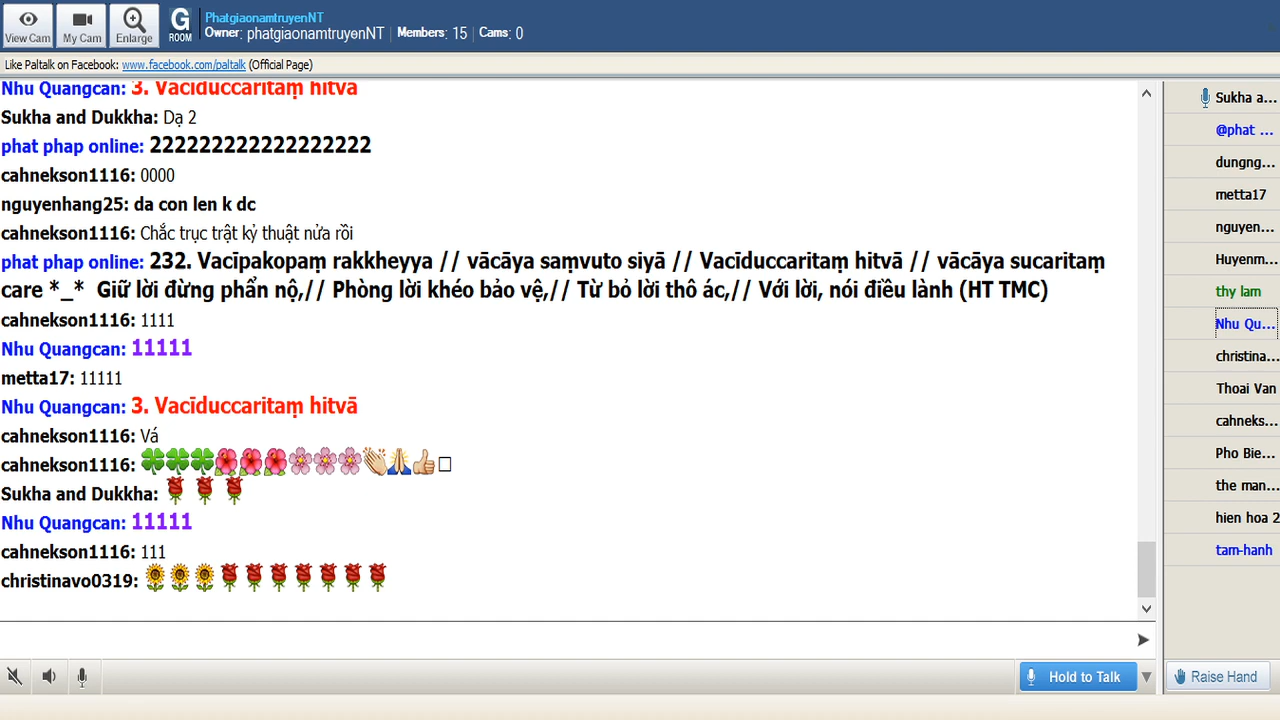 View Cam
My Cam
Enlarge
G
ROOM
PhatgiaonamtruyenNT
Owner: phatgiaonamtruyenNT | Members: 15 | Cams: 0
Like Paltalk on Facebook: www.facebook.com/paltalk (Official Page)
Nhu Quangcan: 3. Vacīduccaritaṃ hitvā
Sukha and Dukkha: Dạ 2
phat phap online: 222222222222222222
cahnekson1116: 0000
nguyenhang25: da con len k dc
cahnekson1116: Chắc trục trật kỷ thuật nửa rồi
phat phap online: 232. Vacīpakopaṃ rakkheyya // vācāya saṃvuto siyā // Vacīduccaritaṃ hitvā // vācāya sucaritaṃ
care *_* Giữ lời đừng phẩn nộ,// Phòng lời khéo bảo vệ,// Từ bỏ lời thô ác,// Với lời, nói điều lành (HT TMC)
cahnekson1116: 1111
Nhu Quangcan: 11111
metta17: 11111
Nhu Quangcan: 3. Vacīduccaritaṃ hitvā
cahnekson1116: Vá
cahnekson1116: 🍀🍀🍀🌺🌺🌺🌸🌸🌸👏🙏👍□
Sukha and Dukkha: 🌹🌹🌹
Nhu Quangcan: 11111
cahnekson1116: 111
christinavo0319: 🌻🌻🌻🌹🌹🌹🌹🌹🌹🌹
Sukha a...
@phat ...
dungng...
metta17
nguyen...
Huyenm...
thy lam
Nhu Qu...
christina...
Thoai Van
cahneks...
Pho Bie...
the man...
hien hoa 2
tam-hanh
Hold to Talk
Raise Hand